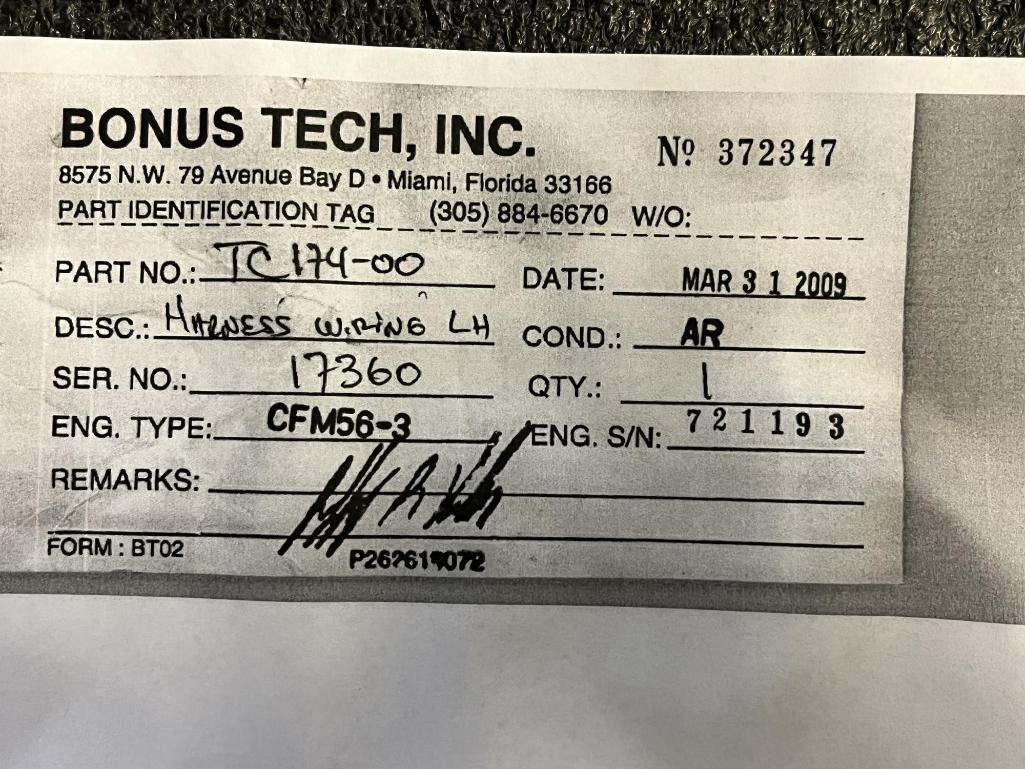 BONUS TECH, INC.
Nº 372347
8575 N.W. 79 Avenue Bay D • Miami, Florida 33166
PART IDENTIFICATION TAG (305) 884-6670 W/O:
PART NO.: TC174-00 DATE: MAR 31 2009
DESC.: HARNESS WIRING LH COND.: AR
SER. NO.: 17360 QTY.: 1
ENG. TYPE: CFM56-3 ENG. S/N: 721193
REMARKS:
FORM : BT02